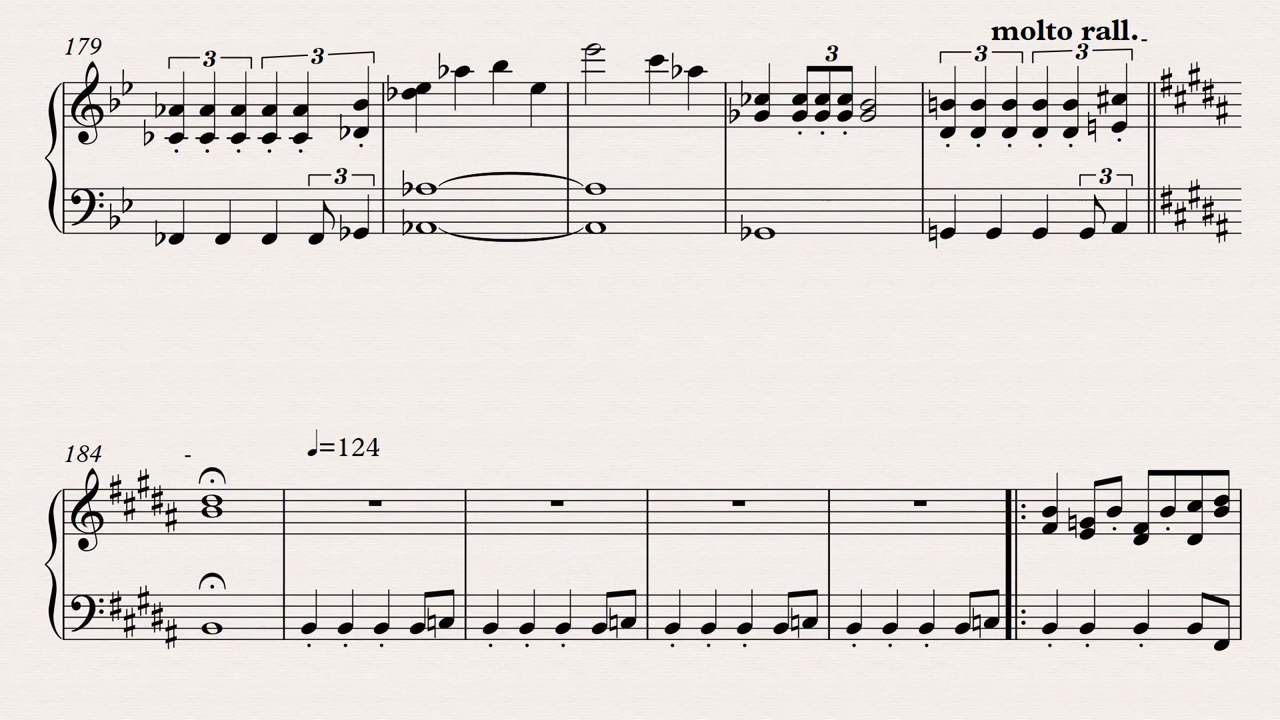 molto rall.
179
3 3 3 3 3
3 3
184
♩=124